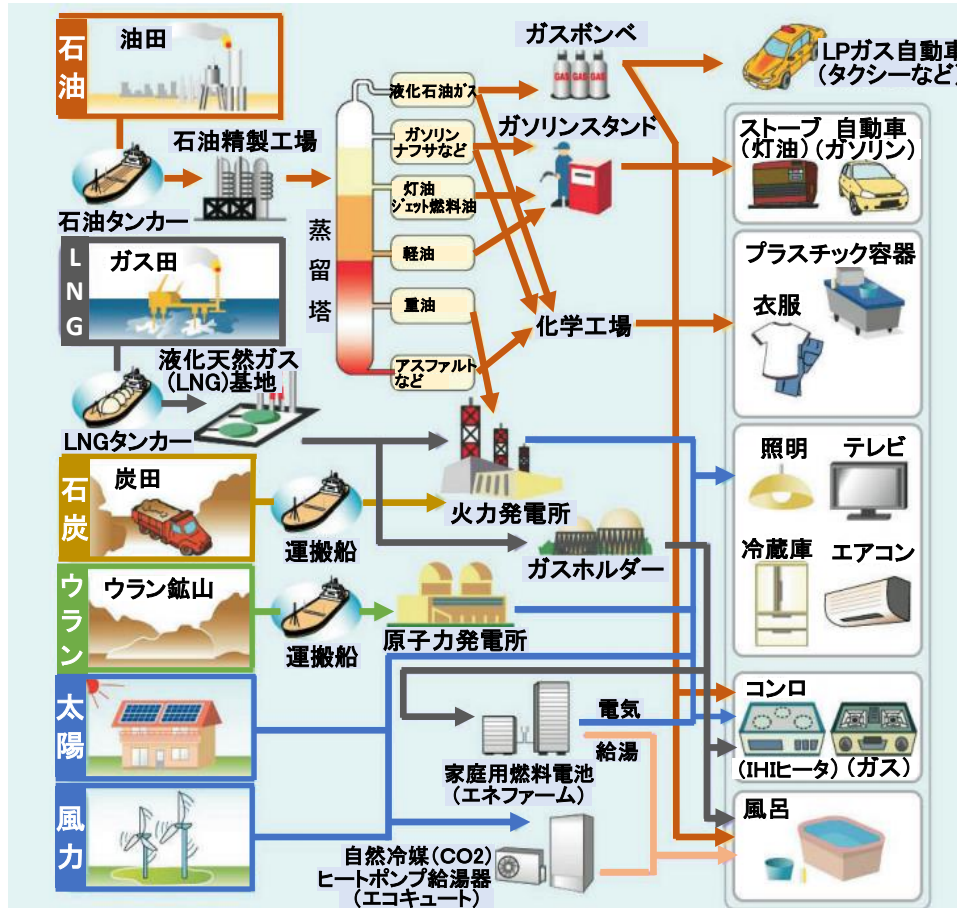 石油
油田
石油タンカー
石油精製工場
蒸留塔
液化石油ガス
ガソリン
ナフサなど
灯油
ジェット燃料油
軽油
重油
アスファルト
など
ガスボンベ
GAS GAS GAS
ガソリンスタンド
化学工場
LPガス自動車
(タクシーなど)
ストーブ 自動車
(灯油) (ガソリン)
プラスチック容器
衣服
LNG
ガス田
液化天然ガス
(LNG)基地
LNGタンカー
石炭
炭田
運搬船
火力発電所
ガスホルダー
照明 テレビ
冷蔵庫 エアコン
ウラン
ウラン鉱山
運搬船
原子力発電所
太陽
電気
給湯
家庭用燃料電池
(エネファーム)
コンロ
(IHIヒータ) (ガス)
風力
自然冷媒(CO2)
ヒートポンプ給湯器
(エコキュート)
風呂